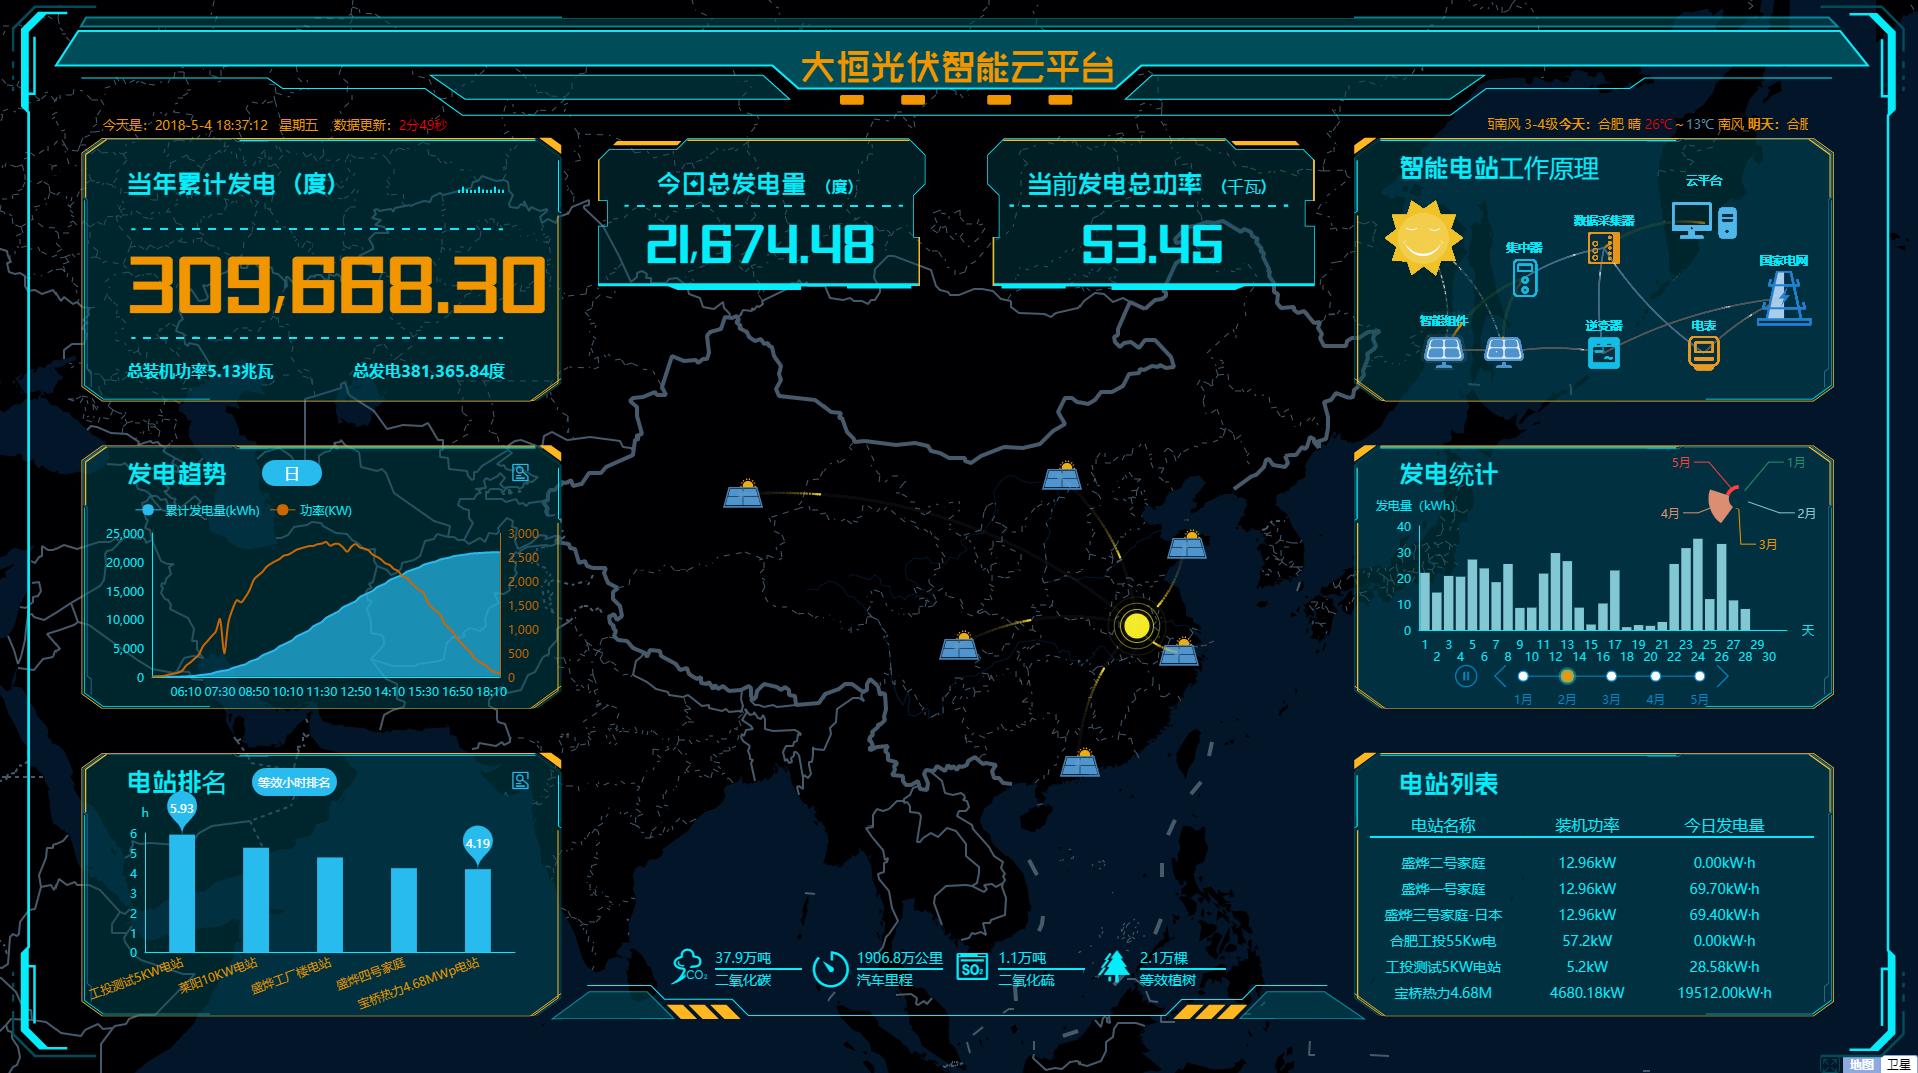 大恒光伏智能云平台
今天是：2018-5-4 18:37:12 星期五 数据更新：2分49秒
西南风 3-4级今天：合肥 晴 26℃～13℃ 南风 明天：合肥
当年累计发电（度）
309,668.30
总装机功率5.13兆瓦 总发电381,365.84度
今日总发电量 （度）
21,674.48
当前发电总功率 （千瓦）
53.45
智能电站工作原理
云平台
数据采集器
集中器
国家电网
智能组件
逆变器
电表
发电趋势 日
累计发电量(kWh) 功率(KW)
25,000 3,000
20,000 2,500
15,000 2,000
10,000 1,500
5,000 1,000
0 500
0
06:10 07:30 08:50 10:10 11:30 12:50 14:10 15:30 16:50 18:10
发电统计
发电量（kWh）
5月 1月
4月 2月
3月
40
30
20
10
0
天
1 3 5 7 9 11 13 15 17 19 21 23 25 27 29
2 4 6 8 10 12 14 16 18 20 22 24 26 28 30
1月 2月 3月 4月 5月
电站排名 等效小时排名
h
5.93
4.19
6
5
4
3
2
1
0
工投测试5KW电站
莱阳10KW电站
盛烨工厂楼电站
盛烨四号家庭
宝桥热力4.68MWp电站
CO₂
37.9万吨
二氧化碳
1906.8万公里
汽车里程
SO₂
1.1万吨
二氧化硫
2.1万棵
等效植树
电站列表
电站名称 装机功率 今日发电量
盛烨二号家庭 12.96kW 0.00kW·h
盛烨一号家庭 12.96kW 69.70kW·h
盛烨三号家庭-日本 12.96kW 69.40kW·h
合肥工投55Kw电 57.2kW 0.00kW·h
工投测试5KW电站 5.2kW 28.58kW·h
宝桥热力4.68M 4680.18kW 19512.00kW·h
地图 卫星